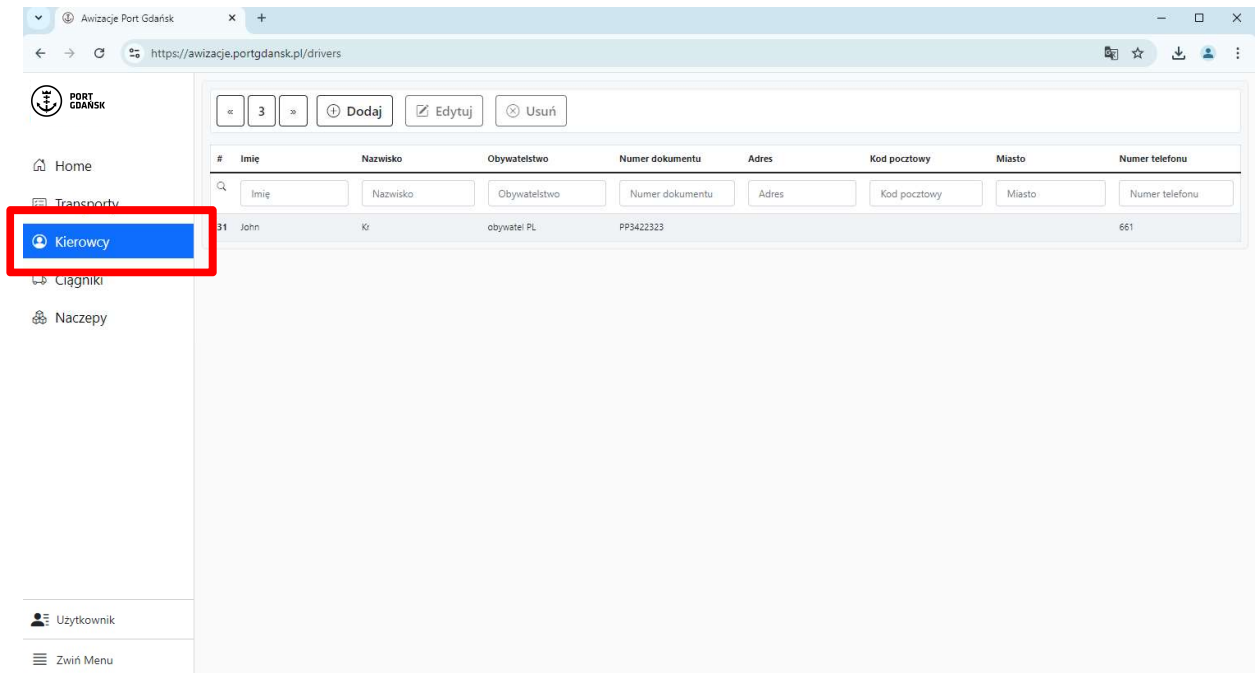 Awizacje Port Gdańsk
https://awizacje.portgdansk.pl/drivers
PORT
GDAŃSK
« 3 » Dodaj Edytuj Usuń
Home
Transporty
Kierowcy
Ciągniki
Naczepy
# Imię Nazwisko Obywatelstwo Numer dokumentu Adres Kod pocztowy Miasto Numer telefonu
Imię Nazwisko Obywatelstwo Numer dokumentu Adres Kod pocztowy Miasto Numer telefonu
31 John Kr obywatel PL PP3422323 661
Użytkownik
Zwiń Menu